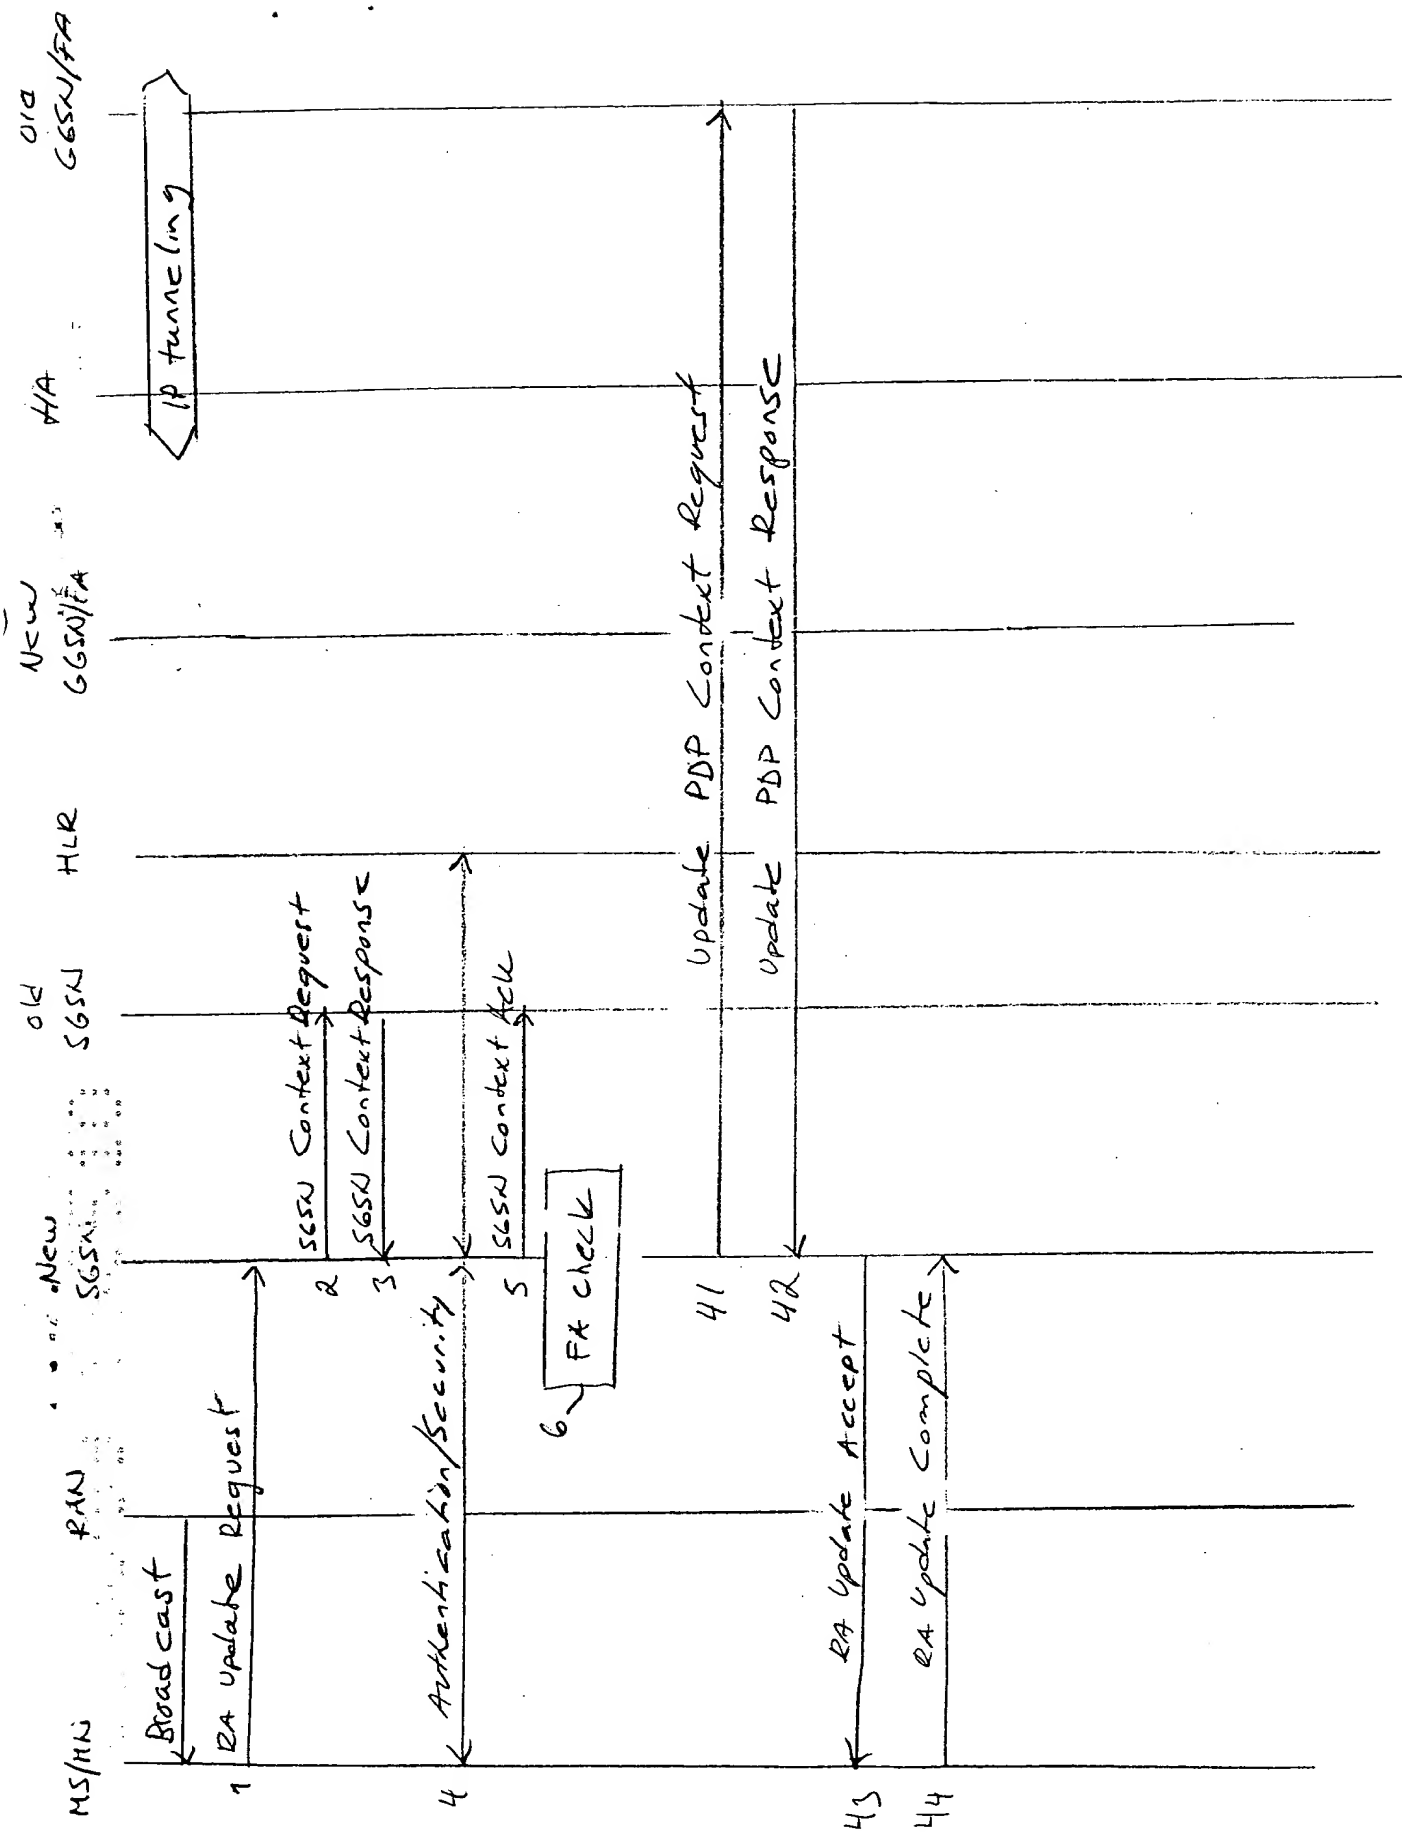 MS/MN
RAN
New
SGSN
old
SGSN
HLR
New
GGSN/FA
HA
old
GGSN/FA
Broadcast
IP tunneling
RA Update Request
1
SGSN Context Request
2
SGSN Context Response
3
Authentication/Security
4
SGSN Context Ack
5
FA check
6
Update PDP Context Request
41
Update PDP Context Response
42
RA Update Accept
43
RA Update Complete
44